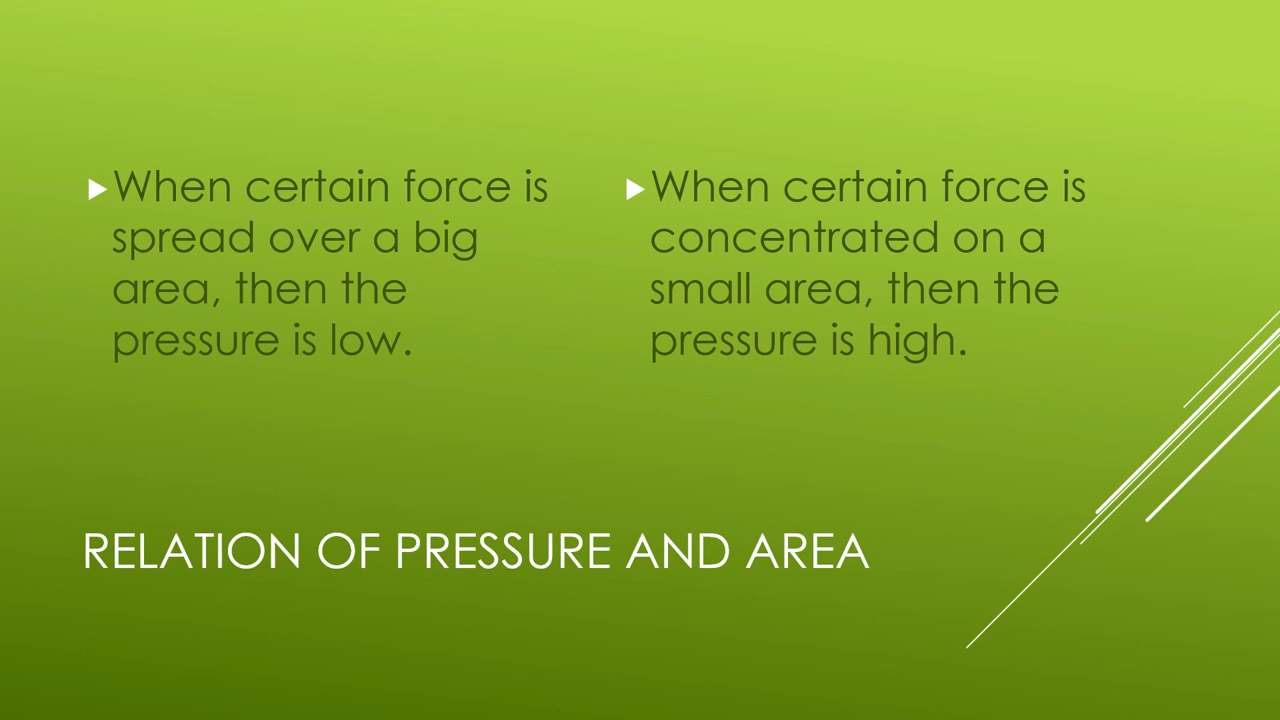 When certain force is
spread over a big
area, then the
pressure is low.
When certain force is
concentrated on a
small area, then the
pressure is high.
RELATION OF PRESSURE AND AREA